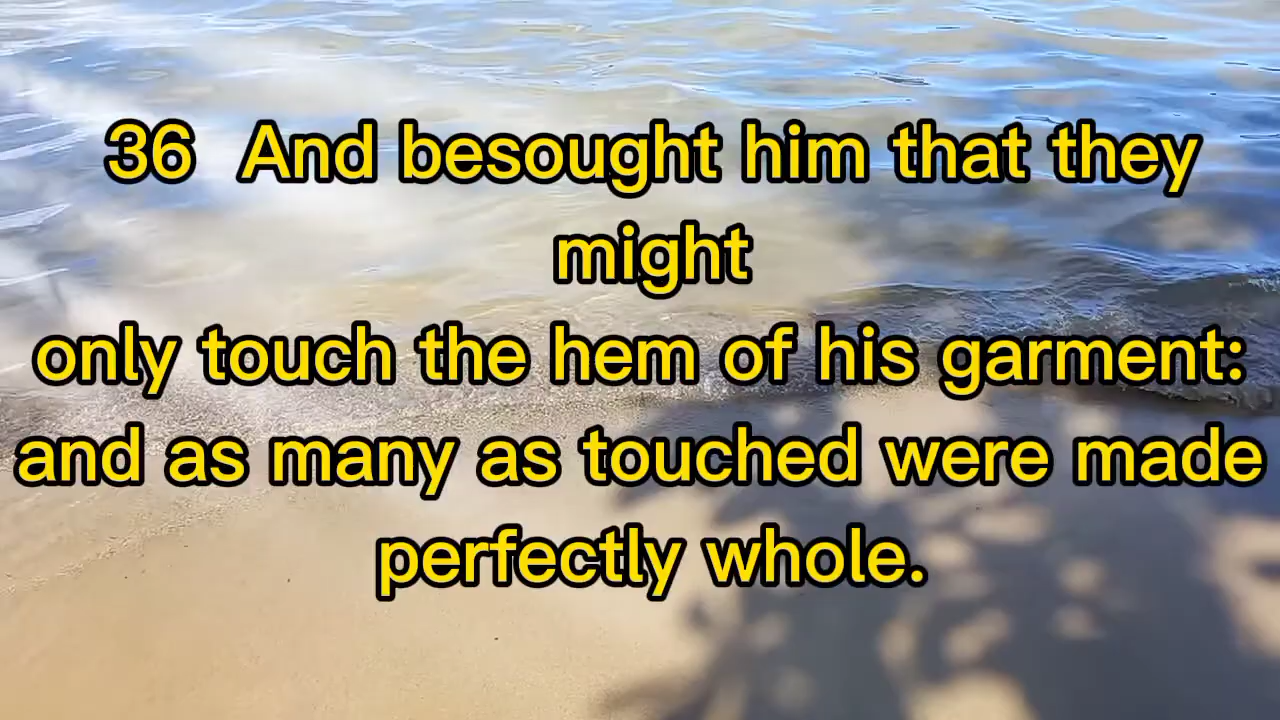 36  And besought him that they
might
only touch the hem of his garment:
and as many as touched were made
perfectly whole.